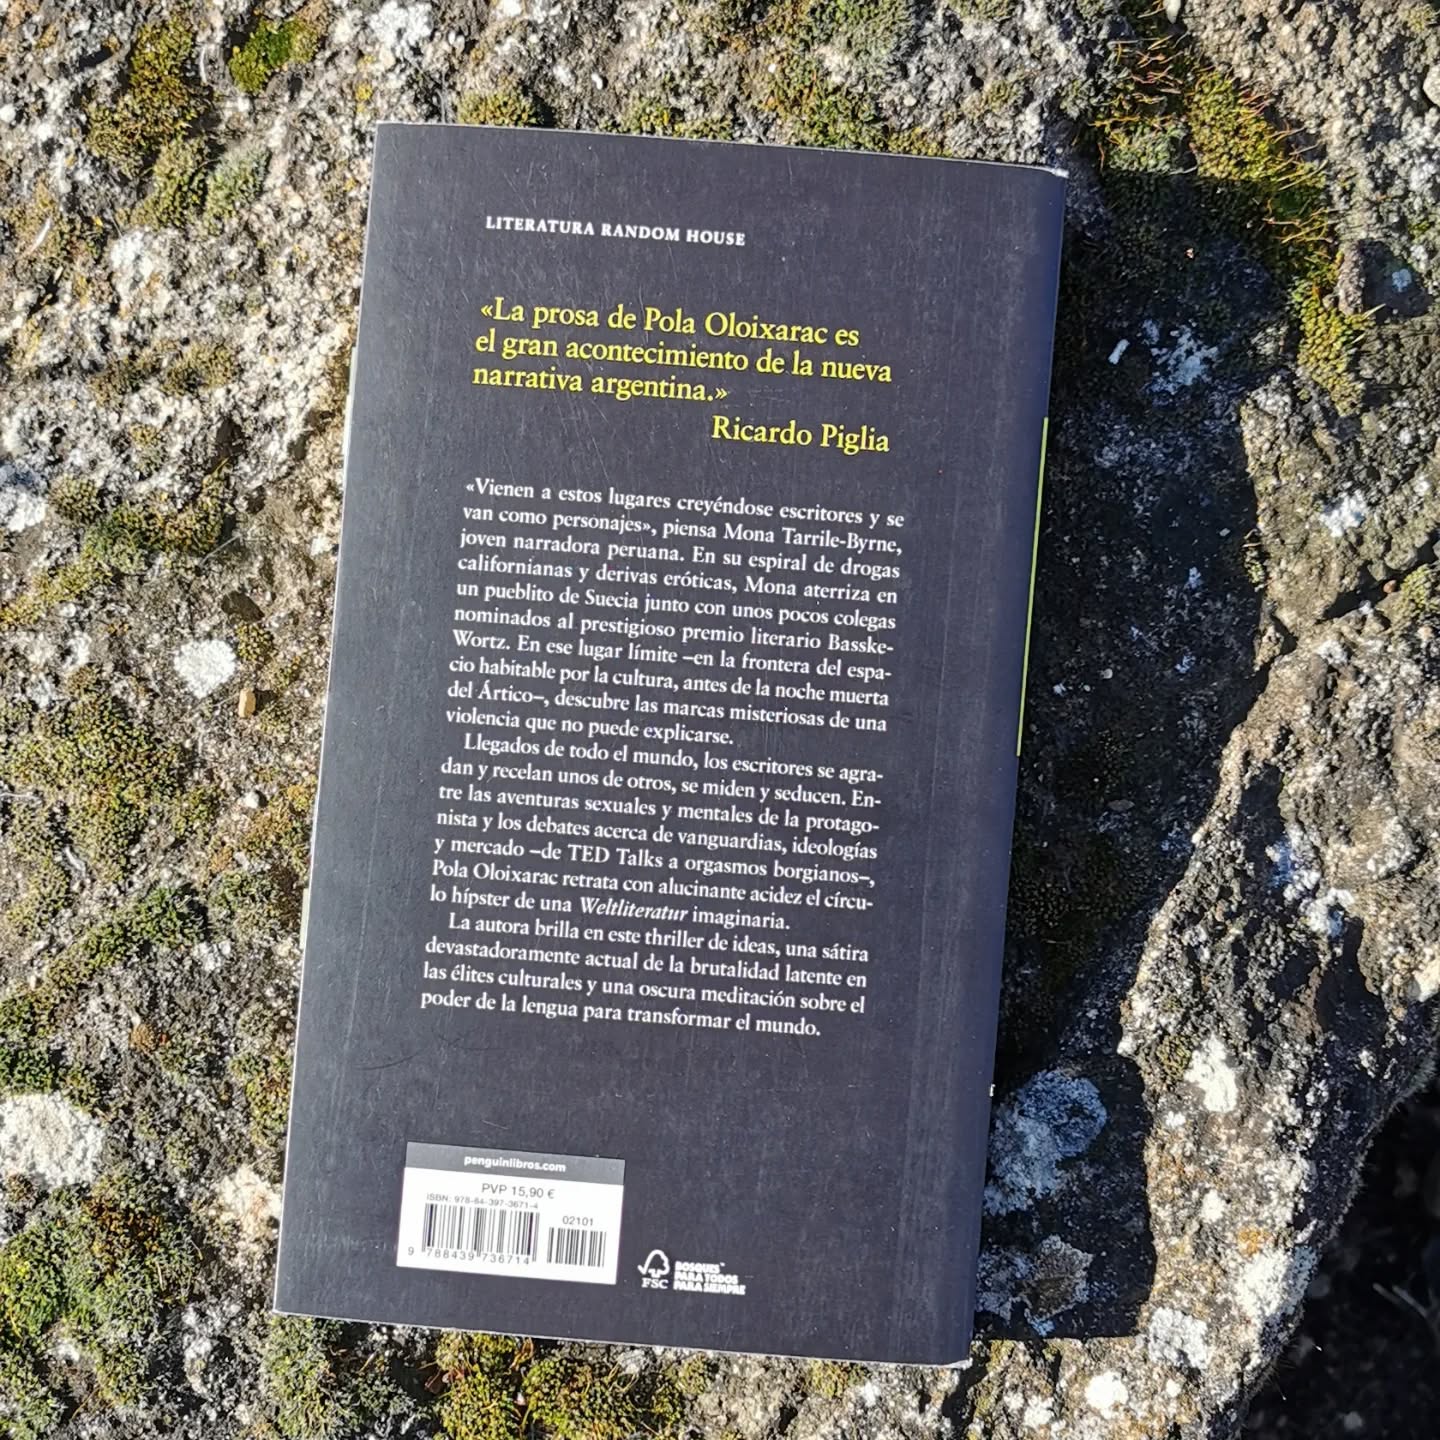 LITERATURA RANDOM HOUSE
«La prosa de Pola Oloixarac es
el gran acontecimiento de la nueva
narrativa argentina.»
Ricardo Piglia
«Vienen a estos lugares creyéndose escritores y se
van como personajes», piensa Mona Tarrile-Byrne,
joven narradora peruana. En su espiral de drogas
californianas y derivas eróticas, Mona aterriza en
un pueblito de Suecia junto con unos pocos colegas
nominados al prestigioso premio literario Basske-
Wortz. En ese lugar límite –en la frontera del espa-
cio habitable por la cultura, antes de la noche muerta
del Ártico–, descubre las marcas misteriosas de una
violencia que no puede explicarse.
Llegados de todo el mundo, los escritores se agra-
dan y recelan unos de otros, se miden y seducen. En-
tre las aventuras sexuales y mentales de la protago-
nista y los debates acerca de vanguardias, ideologías
y mercado –de TED Talks a orgasmos borgianos–,
Pola Oloixarac retrata con alucinante acidez el círcu-
lo hípster de una Weltliteratur imaginaria.
La autora brilla en este thriller de ideas, una sátira
devastadoramente actual de la brutalidad latente en
las élites culturales y una oscura meditación sobre el
poder de la lengua para transformar el mundo.
penguinlibros.com
PVP 15,90 €
ISBN: 978-84-397-3671-4
02101
9 788439 736714
FSC
BOSQUES™
PARA TODOS
PARA SIEMPRE